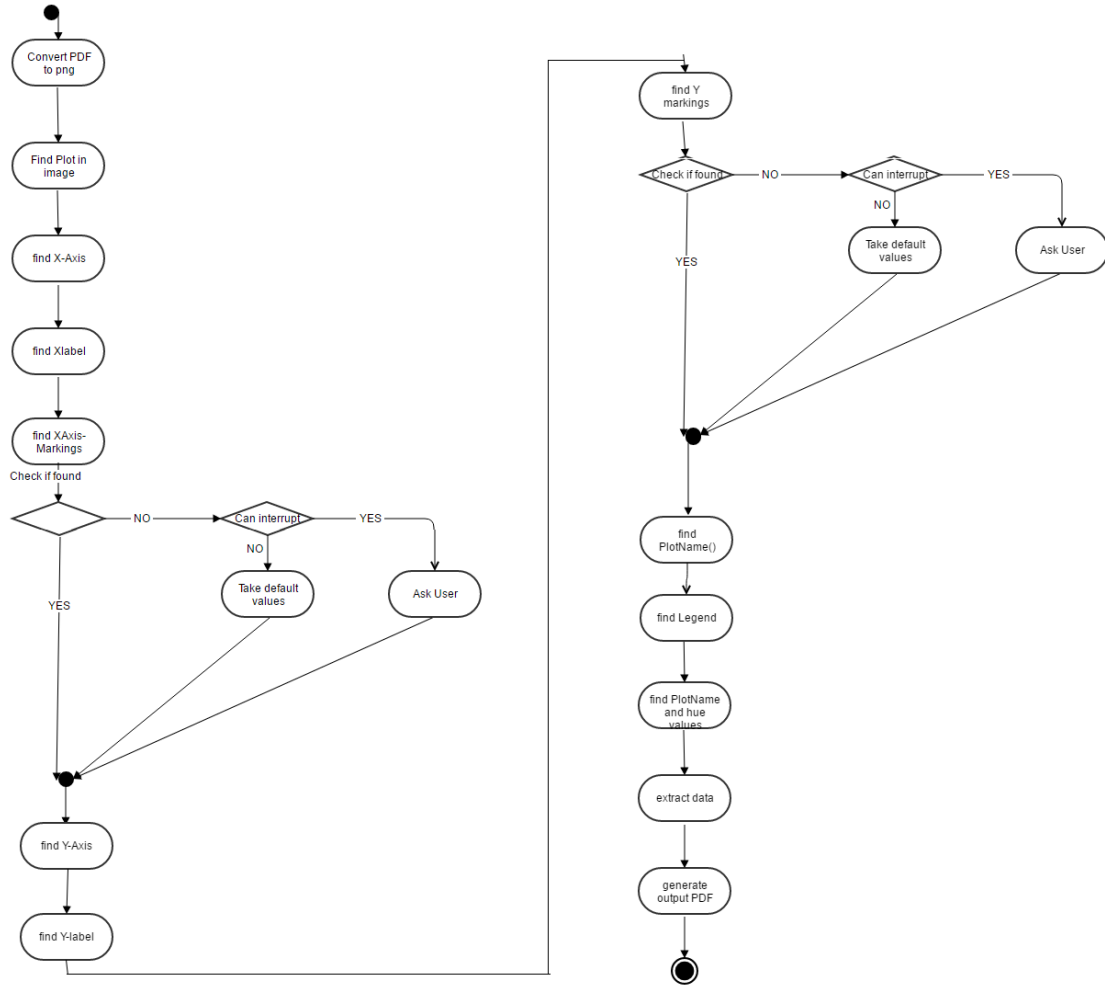 Convert PDF
to png
Find Plot in
image
find X-Axis
find Xlabel
find XAxis-
Markings
Check if found
NO
Can interrupt
YES
NO
YES
Take default
values
Ask User
find Y-Axis
find Y-label
find Y
markings
Check if found
NO
Can interrupt
YES
NO
YES
Take default
values
Ask User
find
PlotName()
find Legend
find PlotName
and hue
values
extract data
generate
output PDF